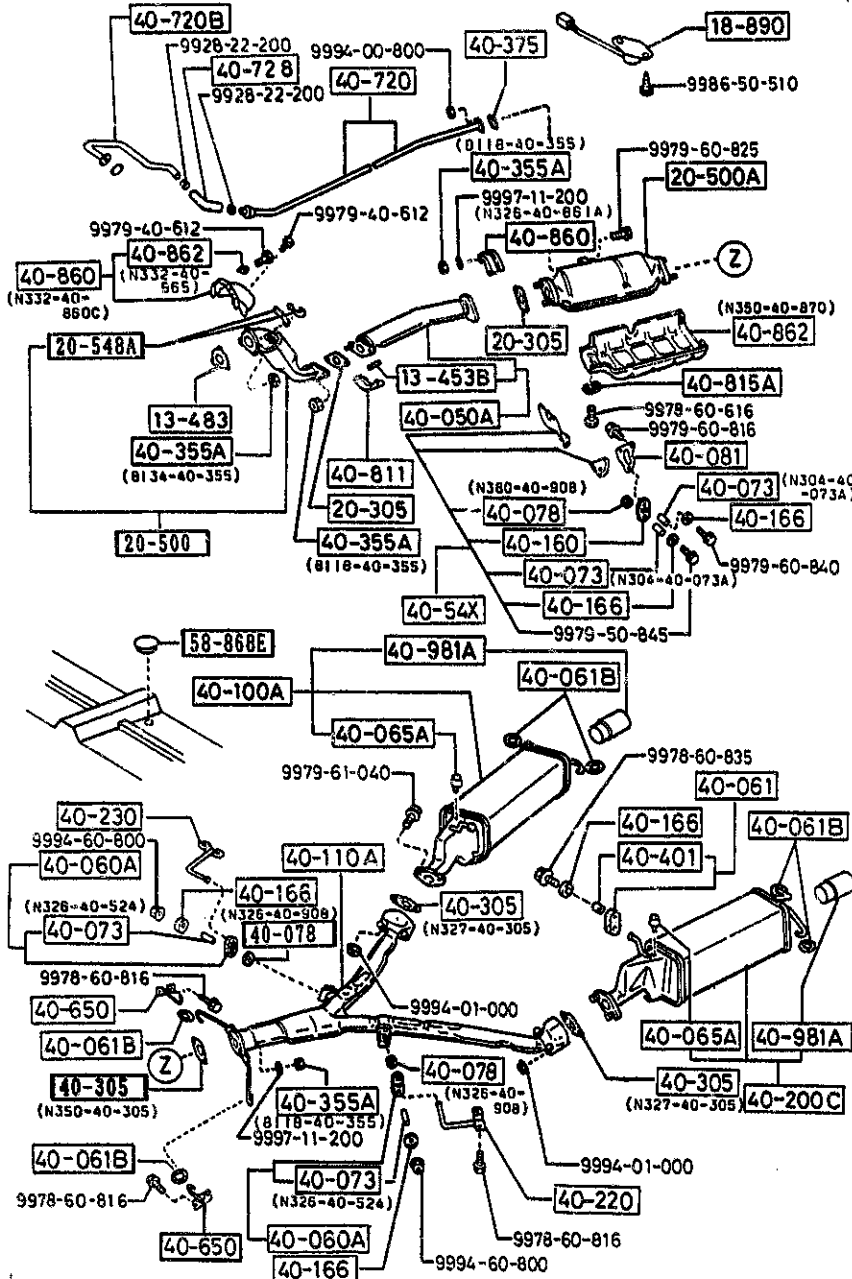 40-720B
9928-22-200
40-728
9928-22-200
9994-00-800
40-720
40-375
18-890
9986-50-510
(8118-40-355)
40-355A
9979-60-825
20-500A
9997-11-200
(N326-40-861A)
40-860
9979-40-612
9979-40-612
40-862
(N332-40-
565)
40-860
(N332-40-
860C)
Z
20-548A
20-305
(N350-40-870)
40-862
13-453B
40-815A
13-483
40-050A
9978-60-616
9979-60-816
40-355A
(8134-40-355)
40-811
40-081
(N380-40-908)
40-073
(N304-40
-073A)
20-305
40-078
40-166
20-500
40-355A
(8118-40-355)
40-160
9979-60-840
40-073
(N304-40-073A)
40-54X
40-166
9979-50-845
58-868E
40-981A
40-061B
40-100A
40-065A
9978-60-835
9979-61-040
40-061
40-230
9994-60-800
40-060A
40-110A
40-166
40-061B
40-401
40-166
(N326-40-908)
(N326-40-524)
40-073
40-078
40-305
(N327-40-305)
9978-60-816
40-650
9994-01-000
40-061B
Z
40-065A
40-981A
40-305
(N350-40-305)
40-078
(N326-40-
908)
40-305
(N327-40-305)
40-200C
40-355A
(8118-40-355)
9997-11-200
40-061B
9978-60-816
40-073
(N326-40-524)
9994-01-000
40-220
40-650
40-060A
9978-60-816
40-166
9994-60-800